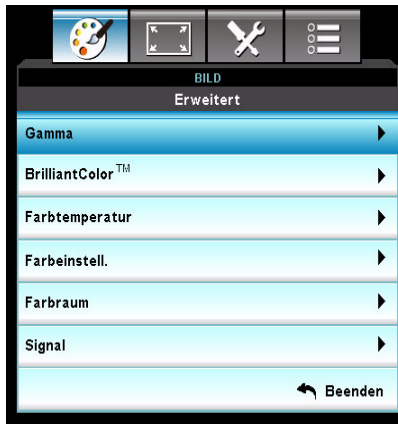 BILD
Erweitert
Gamma
BrilliantColor™
Farbtemperatur
Farbeinstell.
Farbraum
Signal
Beenden